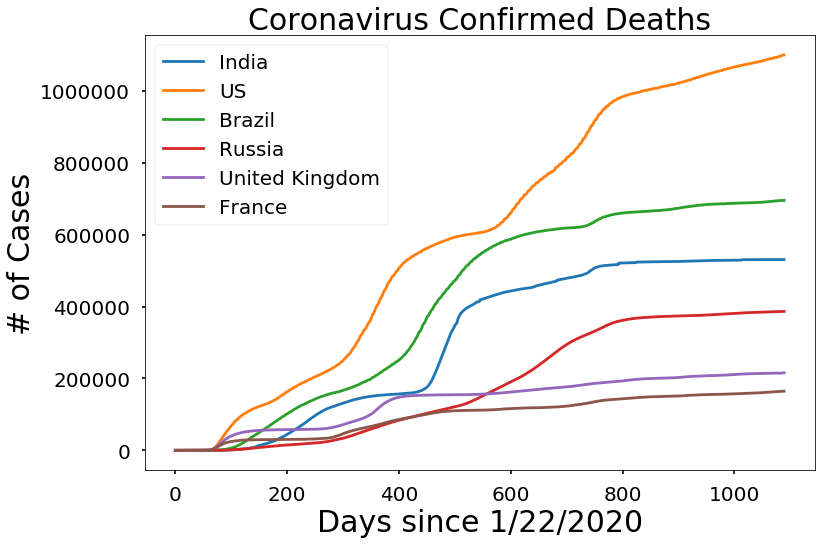 Coronavirus Confirmed Deaths
India
US
Brazil
Russia
United Kingdom
France
# of Cases
1000000
800000
600000
400000
200000
0
0 200 400 600 800 1000
Days since 1/22/2020